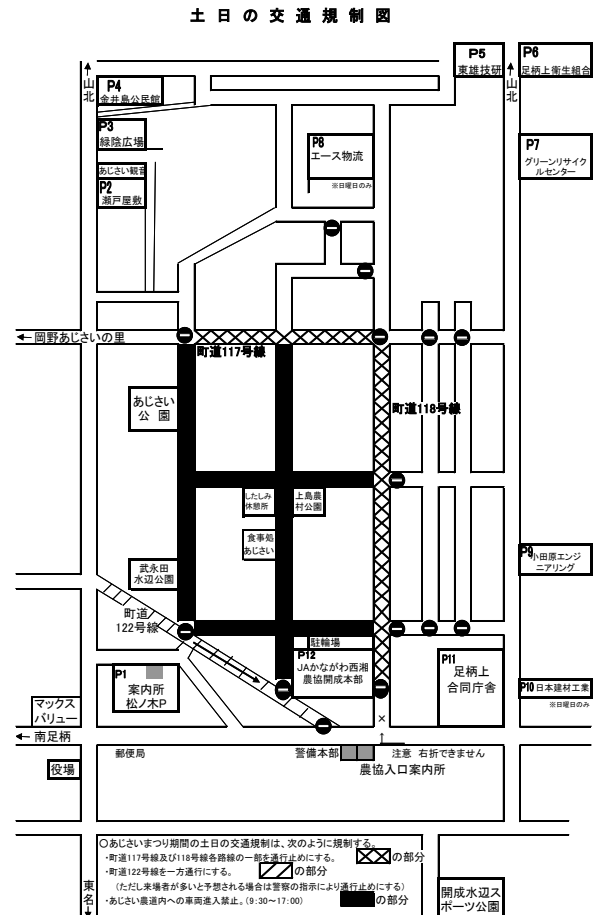 土日の交通規制図
P5
東雄技研
P6
足柄上衛生組合
山北
山北
P4
金井島公民館
P3
緑陰広場
あじさい観音
P2
瀬戸屋敷
P8
エース物流
※日曜日のみ
P7
グリーンリサイク
ルセンター
←岡野あじさいの里
町道117号線
町道118号線
あじさい
公 園
したしみ
休憩所
上島農
村公園
食事処
あじさい
武永田
水辺公園
P9
小田原エンジ
ニアリング
町道
122号線
駐輪場
P12
JAかながわ西湘
農協開成本部
P11
足柄上
合同庁舎
P1
案内所
松ノ木P
P10 日本建材工業
※日曜日のみ
マックス
バリュー
×
← 南足柄
郵便局
警備本部
注意 右折できません
農協入口案内所
役場
〇あじさいまつり期間の土日の交通規制は、次のように規制する。
・町道117号線及び118号線各路線の一部を通行止めにする。 の部分
・町道122号線を一方通行にする。 の部分
（ただし来場者が多いと予想される場合は警察の指示により通行止めにする）
・あじさい農道内への車両進入禁止。（9:30～17:00） の部分
東名
開成水辺ス
ポーツ公園